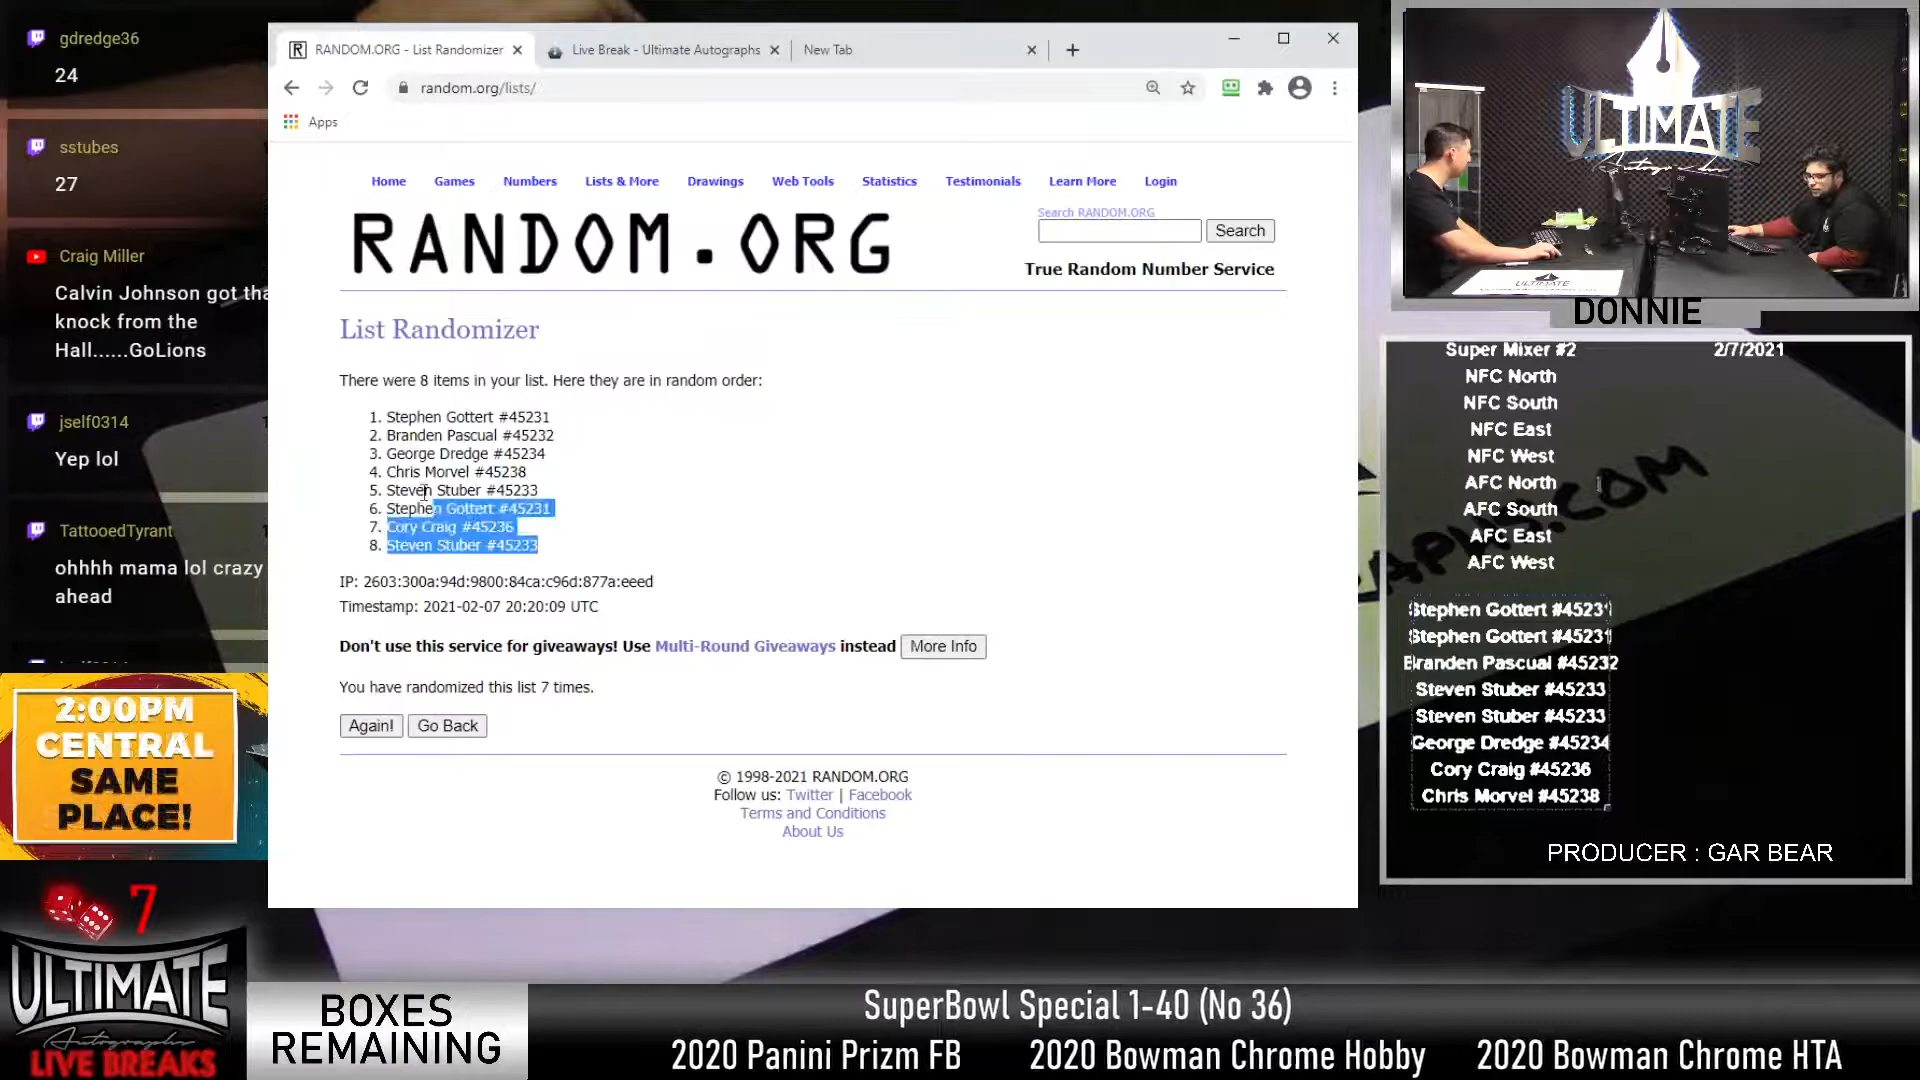 gdredge36
24
sstubes
27
Craig Miller
Calvin Johnson got tha
knock from the
Hall......GoLions
jself0314
Yep lol
TattooedTyrant
ohhhh mama lol crazy
ahead
2:00PM
CENTRAL
SAME
PLACE!
7
ULTIMATE
Autographs
LIVE BREAKS
RANDOM.ORG - List Randomizer
Live Break - Ultimate Autographs
New Tab
random.org/lists/
Apps
Home Games Numbers Lists & More Drawings Web Tools Statistics Testimonials Learn More Login
RANDOM.ORG
Search RANDOM.ORG
Search
True Random Number Service
List Randomizer
There were 8 items in your list. Here they are in random order:
1. Stephen Gottert #45231
2. Branden Pascual #45232
3. George Dredge #45234
4. Chris Morvel #45238
5. Steven Stuber #45233
6. Stephen Gottert #45231
7. Cory Craig #45236
8. Steven Stuber #45233
IP: 2603:300a:94d:9800:84ca:c96d:877a:eeed
Timestamp: 2021-02-07 20:20:09 UTC
Don't use this service for giveaways! Use Multi-Round Giveaways instead More Info
You have randomized this list 7 times.
Again! Go Back
© 1998-2021 RANDOM.ORG
Follow us: Twitter | Facebook
Terms and Conditions
About Us
ULTIMATE
Autographs
ULTIMATE
DONNIE
Super Mixer #2 2/7/2021
NFC North
NFC South
NFC East
NFC West
AFC North
AFC South
AFC East
AFC West
Stephen Gottert #45231
Stephen Gottert #45231
Branden Pascual #45232
Steven Stuber #45233
Steven Stuber #45233
George Dredge #45234
Cory Craig #45236
Chris Morvel #45238
PRODUCER : GAR BEAR
APHS.COM
BOXES
REMAINING
SuperBowl Special 1-40 (No 36)
2020 Panini Prizm FB 2020 Bowman Chrome Hobby 2020 Bowman Chrome HTA